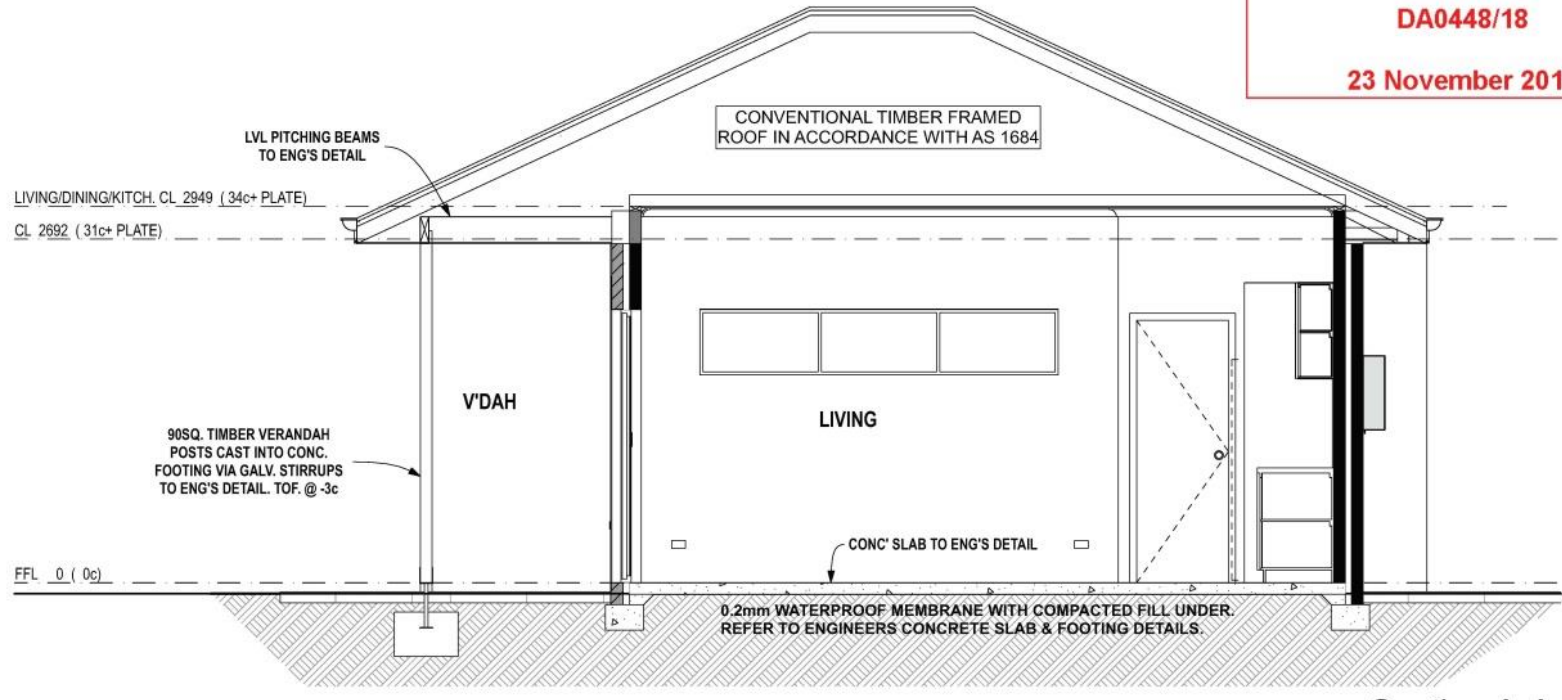 DA0448/18
23 November 201
CONVENTIONAL TIMBER FRAMED
ROOF IN ACCORDANCE WITH AS 1684
LVL PITCHING BEAMS
TO ENG'S DETAIL
LIVING/DINING/KITCH. CL 2949 ( 34c+ PLATE)
CL 2692 ( 31c+ PLATE)
V'DAH
LIVING
90SQ. TIMBER VERANDAH
POSTS CAST INTO CONC.
FOOTING VIA GALV. STIRRUPS
TO ENG'S DETAIL. TOF. @ -3c
CONC' SLAB TO ENG'S DETAIL
FFL 0 ( 0c)
0.2mm WATERPROOF MEMBRANE WITH COMPACTED FILL UNDER.
REFER TO ENGINEERS CONCRETE SLAB & FOOTING DETAILS.